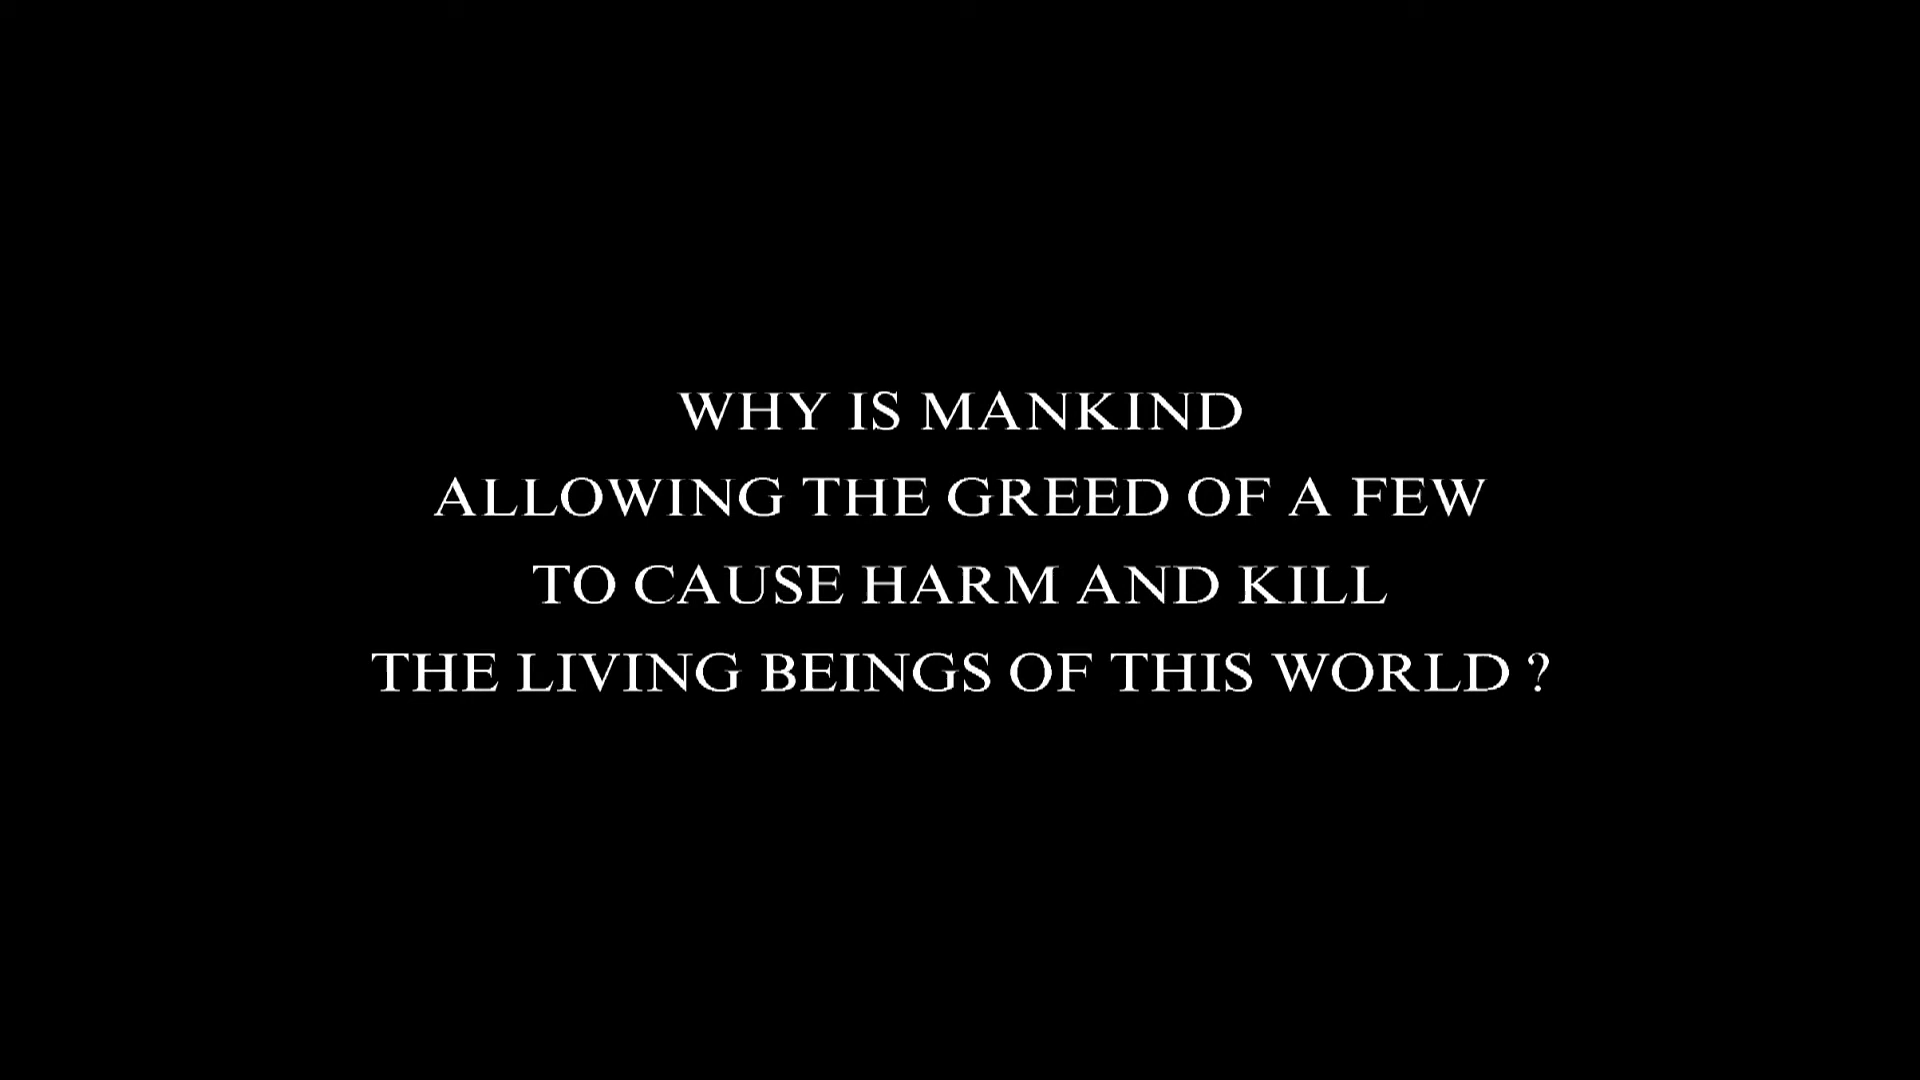 WHY IS MANKIND
ALLOWING THE GREED OF A FEW
TO CAUSE HARM AND KILL
THE LIVING BEINGS OF THIS WORLD ?